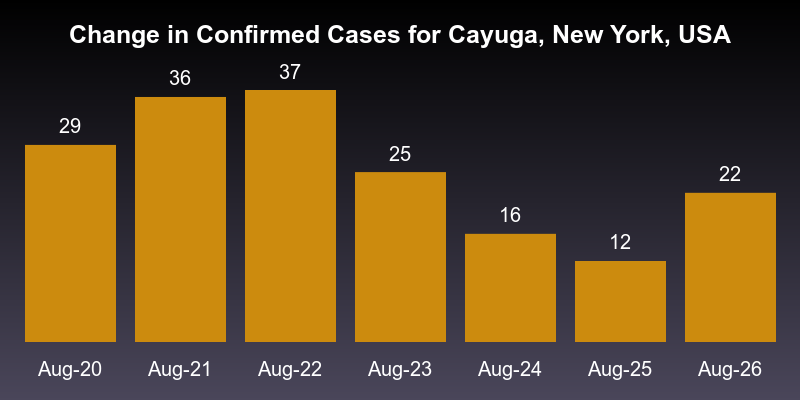 Change in Confirmed Cases for Cayuga, New York, USA
29
36
37
25
16
12
22
Aug-20
Aug-21
Aug-22
Aug-23
Aug-24
Aug-25
Aug-26